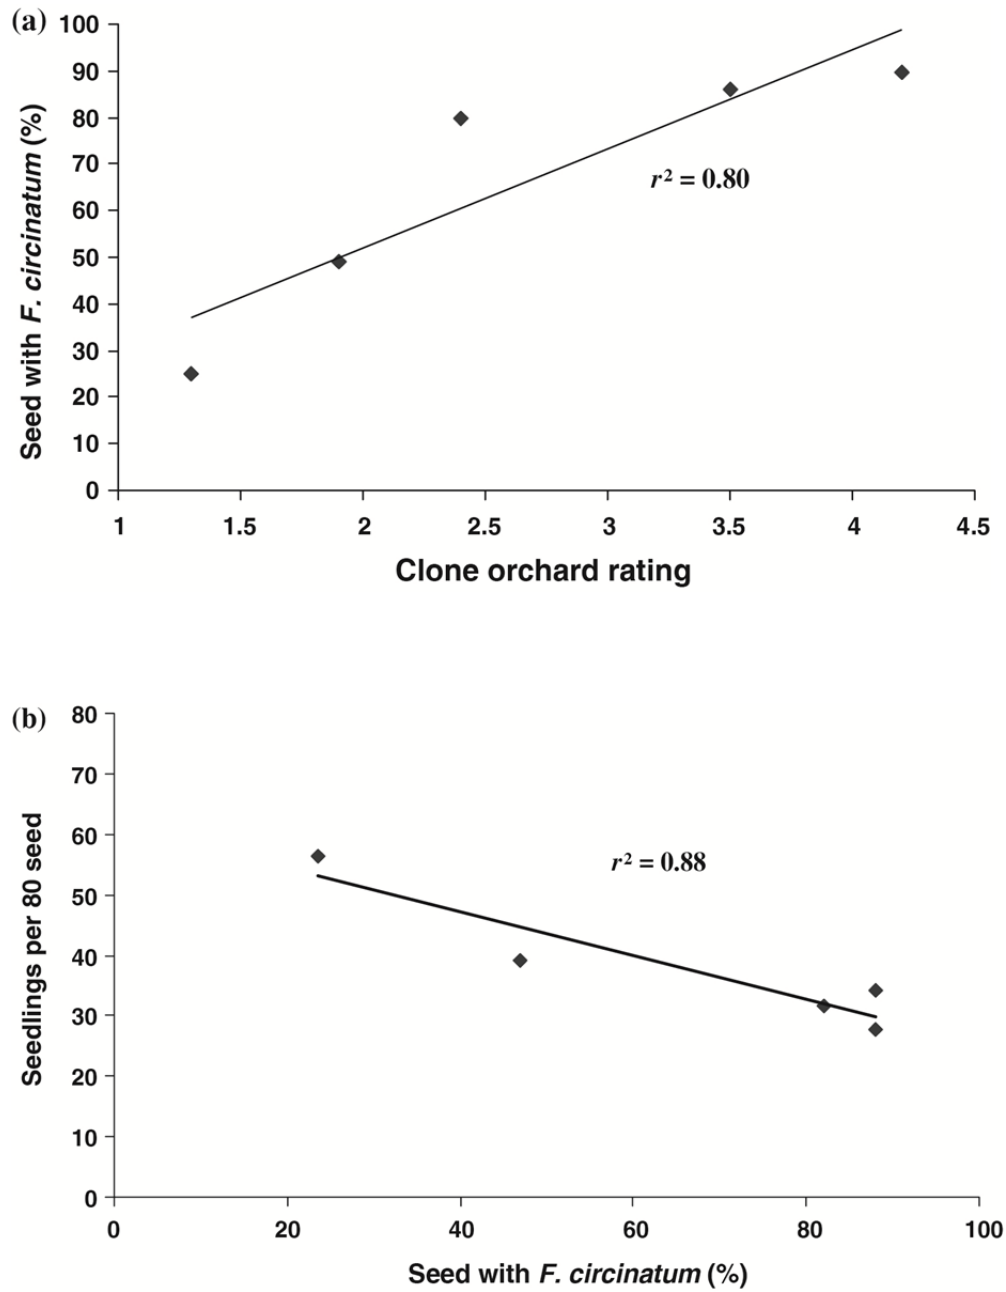 (a)
100
90
80
70
60
50
40
30
20
10
0
Seed with F. circinatum (%)
r² = 0.80
1 1.5 2 2.5 3 3.5 4 4.5
Clone orchard rating
(b)
80
70
60
50
40
30
20
10
0
Seedlings per 80 seed
r² = 0.88
0 20 40 60 80 100
Seed with F. circinatum (%)